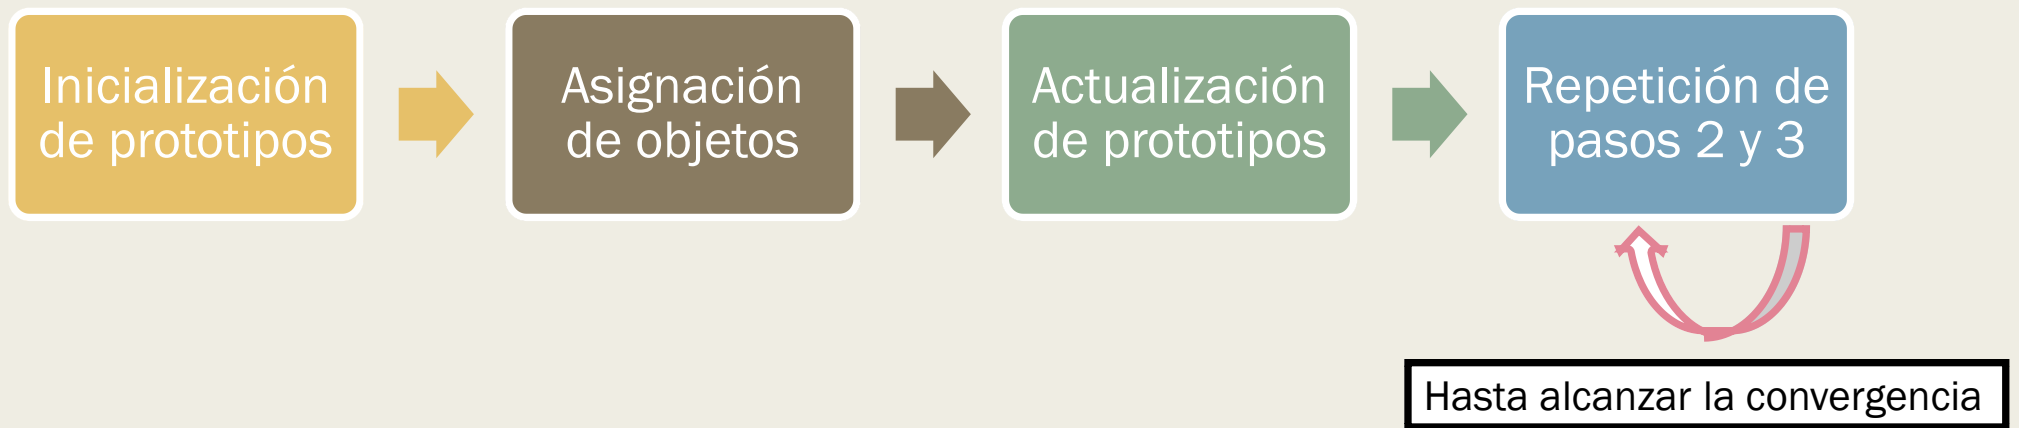 Inicialización
de prototipos
Asignación
de objetos
Actualización
de prototipos
Repetición de
pasos 2 y 3
Hasta alcanzar la convergencia